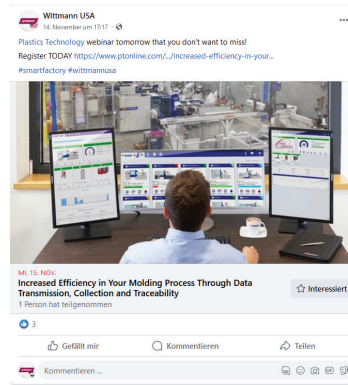 Wittmann USA
14. November um 17:17 ·
Plastics Technology webinar tomorrow that you don't want to miss!
Register TODAY https://www.ptonline.com/.../increased-efficiency-in-your...
#smartfactory #wittmannusa
MI, 15. NOV.
Increased Efficiency in Your Molding Process Through Data
Transmission, Collection and Traceability
Interessiert
1 Person hat teilgenommen
3
Gefällt mir
Kommentieren
Teilen
Kommentieren ...